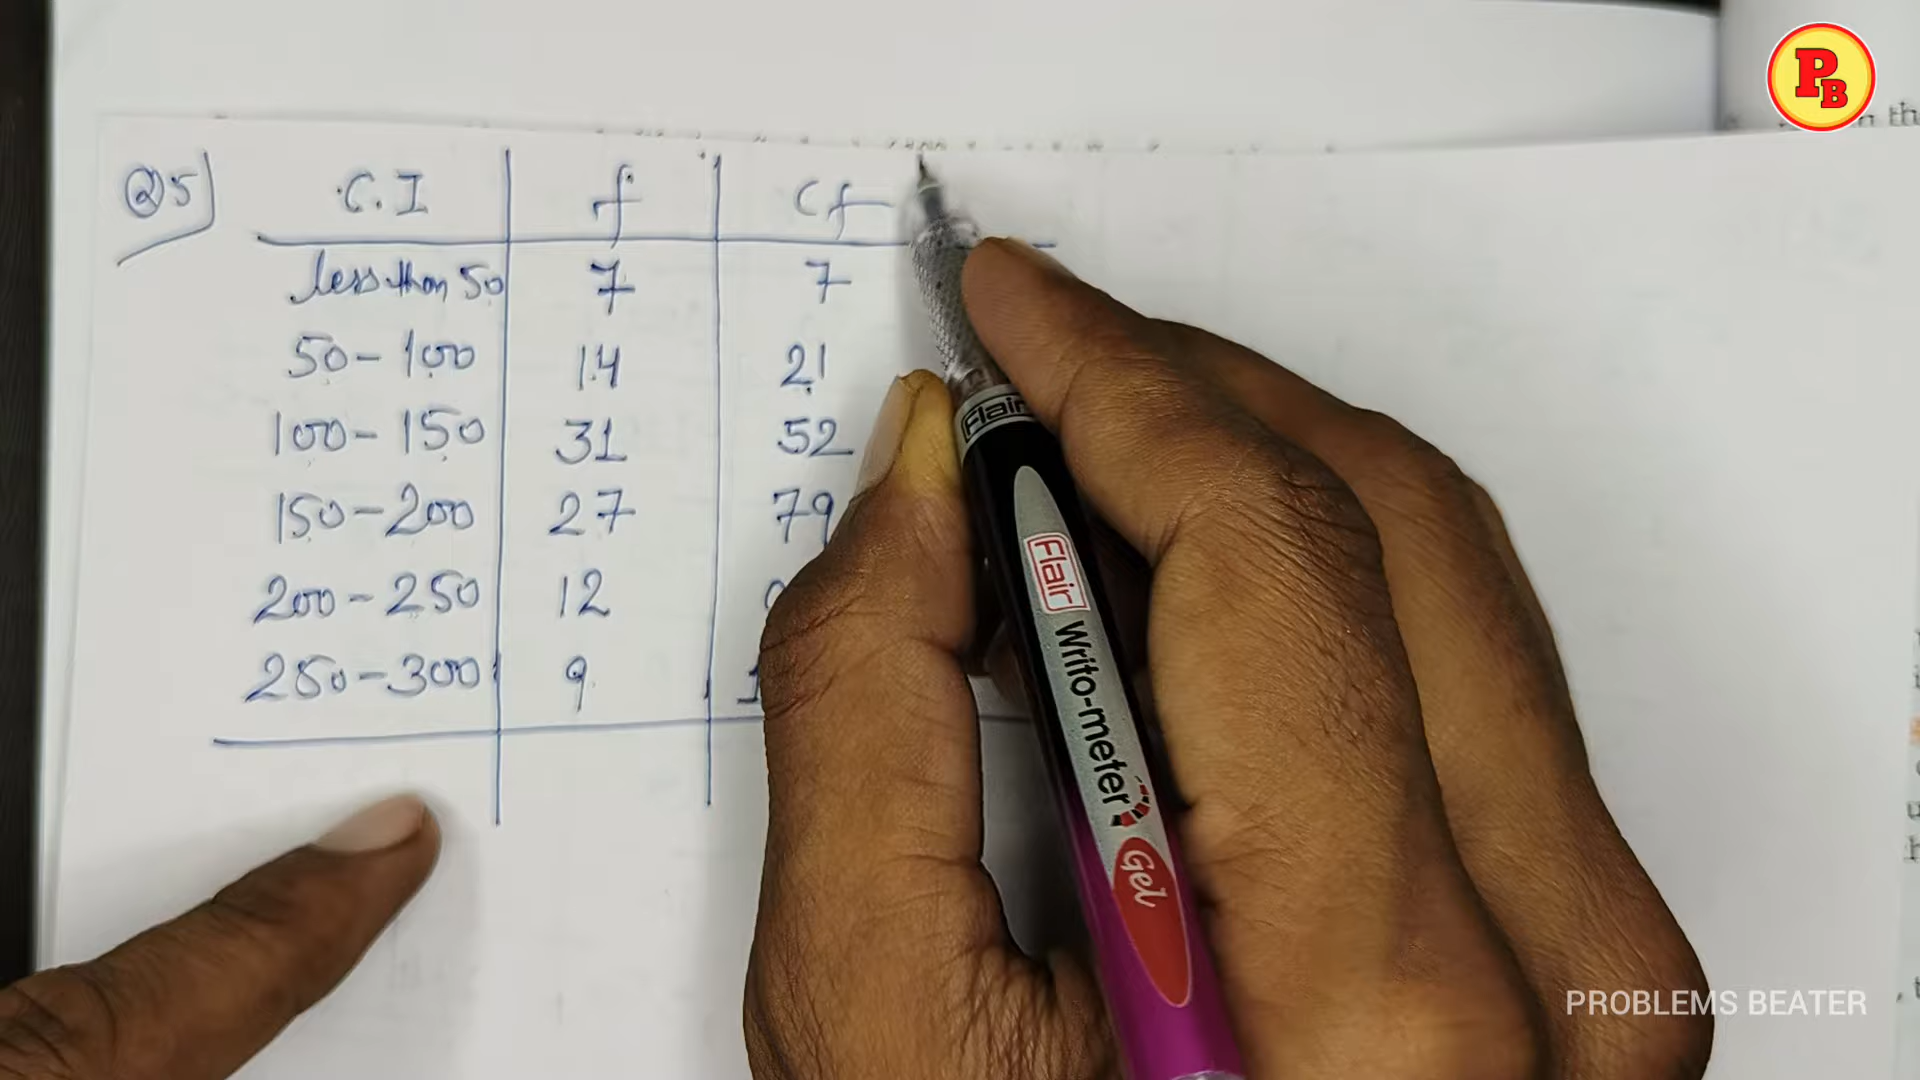 PB
Q5) C.I f Cf
less than 50 7 7
50-100 14 21
100-150 31 52
150-200 27 79
200-250 12
250-300 9
Flair
Flair Writo-meter Gel
PROBLEMS BEATER